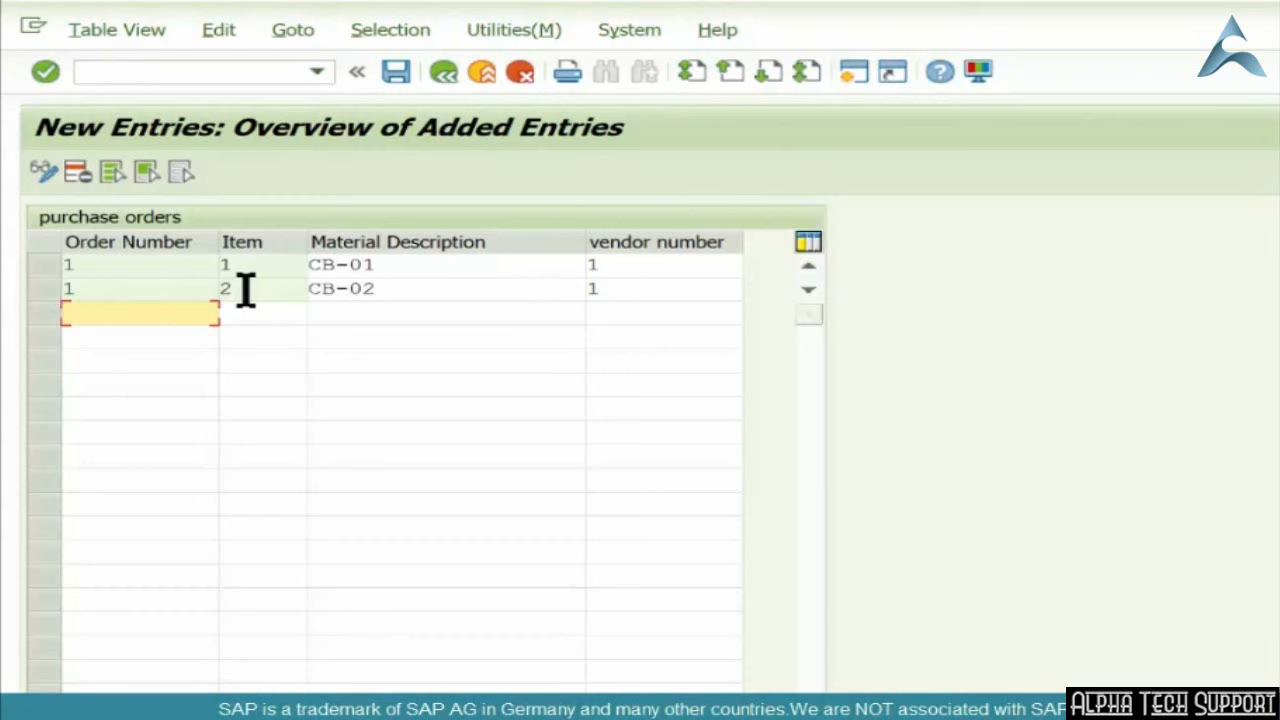 Table View Edit Goto Selection Utilities(M) System Help
New Entries: Overview of Added Entries
purchase orders
Order Number Item Material Description vendor number
1 1 CB-01 1
1 2 CB-02 1
SAP is a trademark of SAP AG in Germany and many other countries.We are NOT associated with SAP
Alpha Tech Support